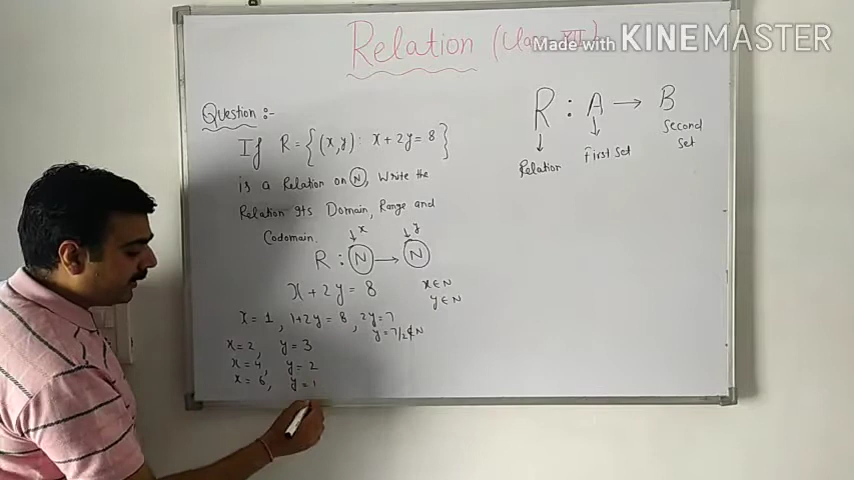 Relation (Class-XII)
Made with KINEMASTER
Question :-
If R = {(x,y) : x + 2y = 8}
is a Relation on N, Write the
Relation Its Domain, Range and
Codomain.
x y
R : N → N
x + 2y = 8
x ∈ N
y ∈ N
x = 1, 1+2y = 8, 2y = 7
y = 7/2 ∉ N
x = 2, y = 3
x = 4, y = 2
x = 6, y = 1
R : A → B
Relation
First Set
Second
Set